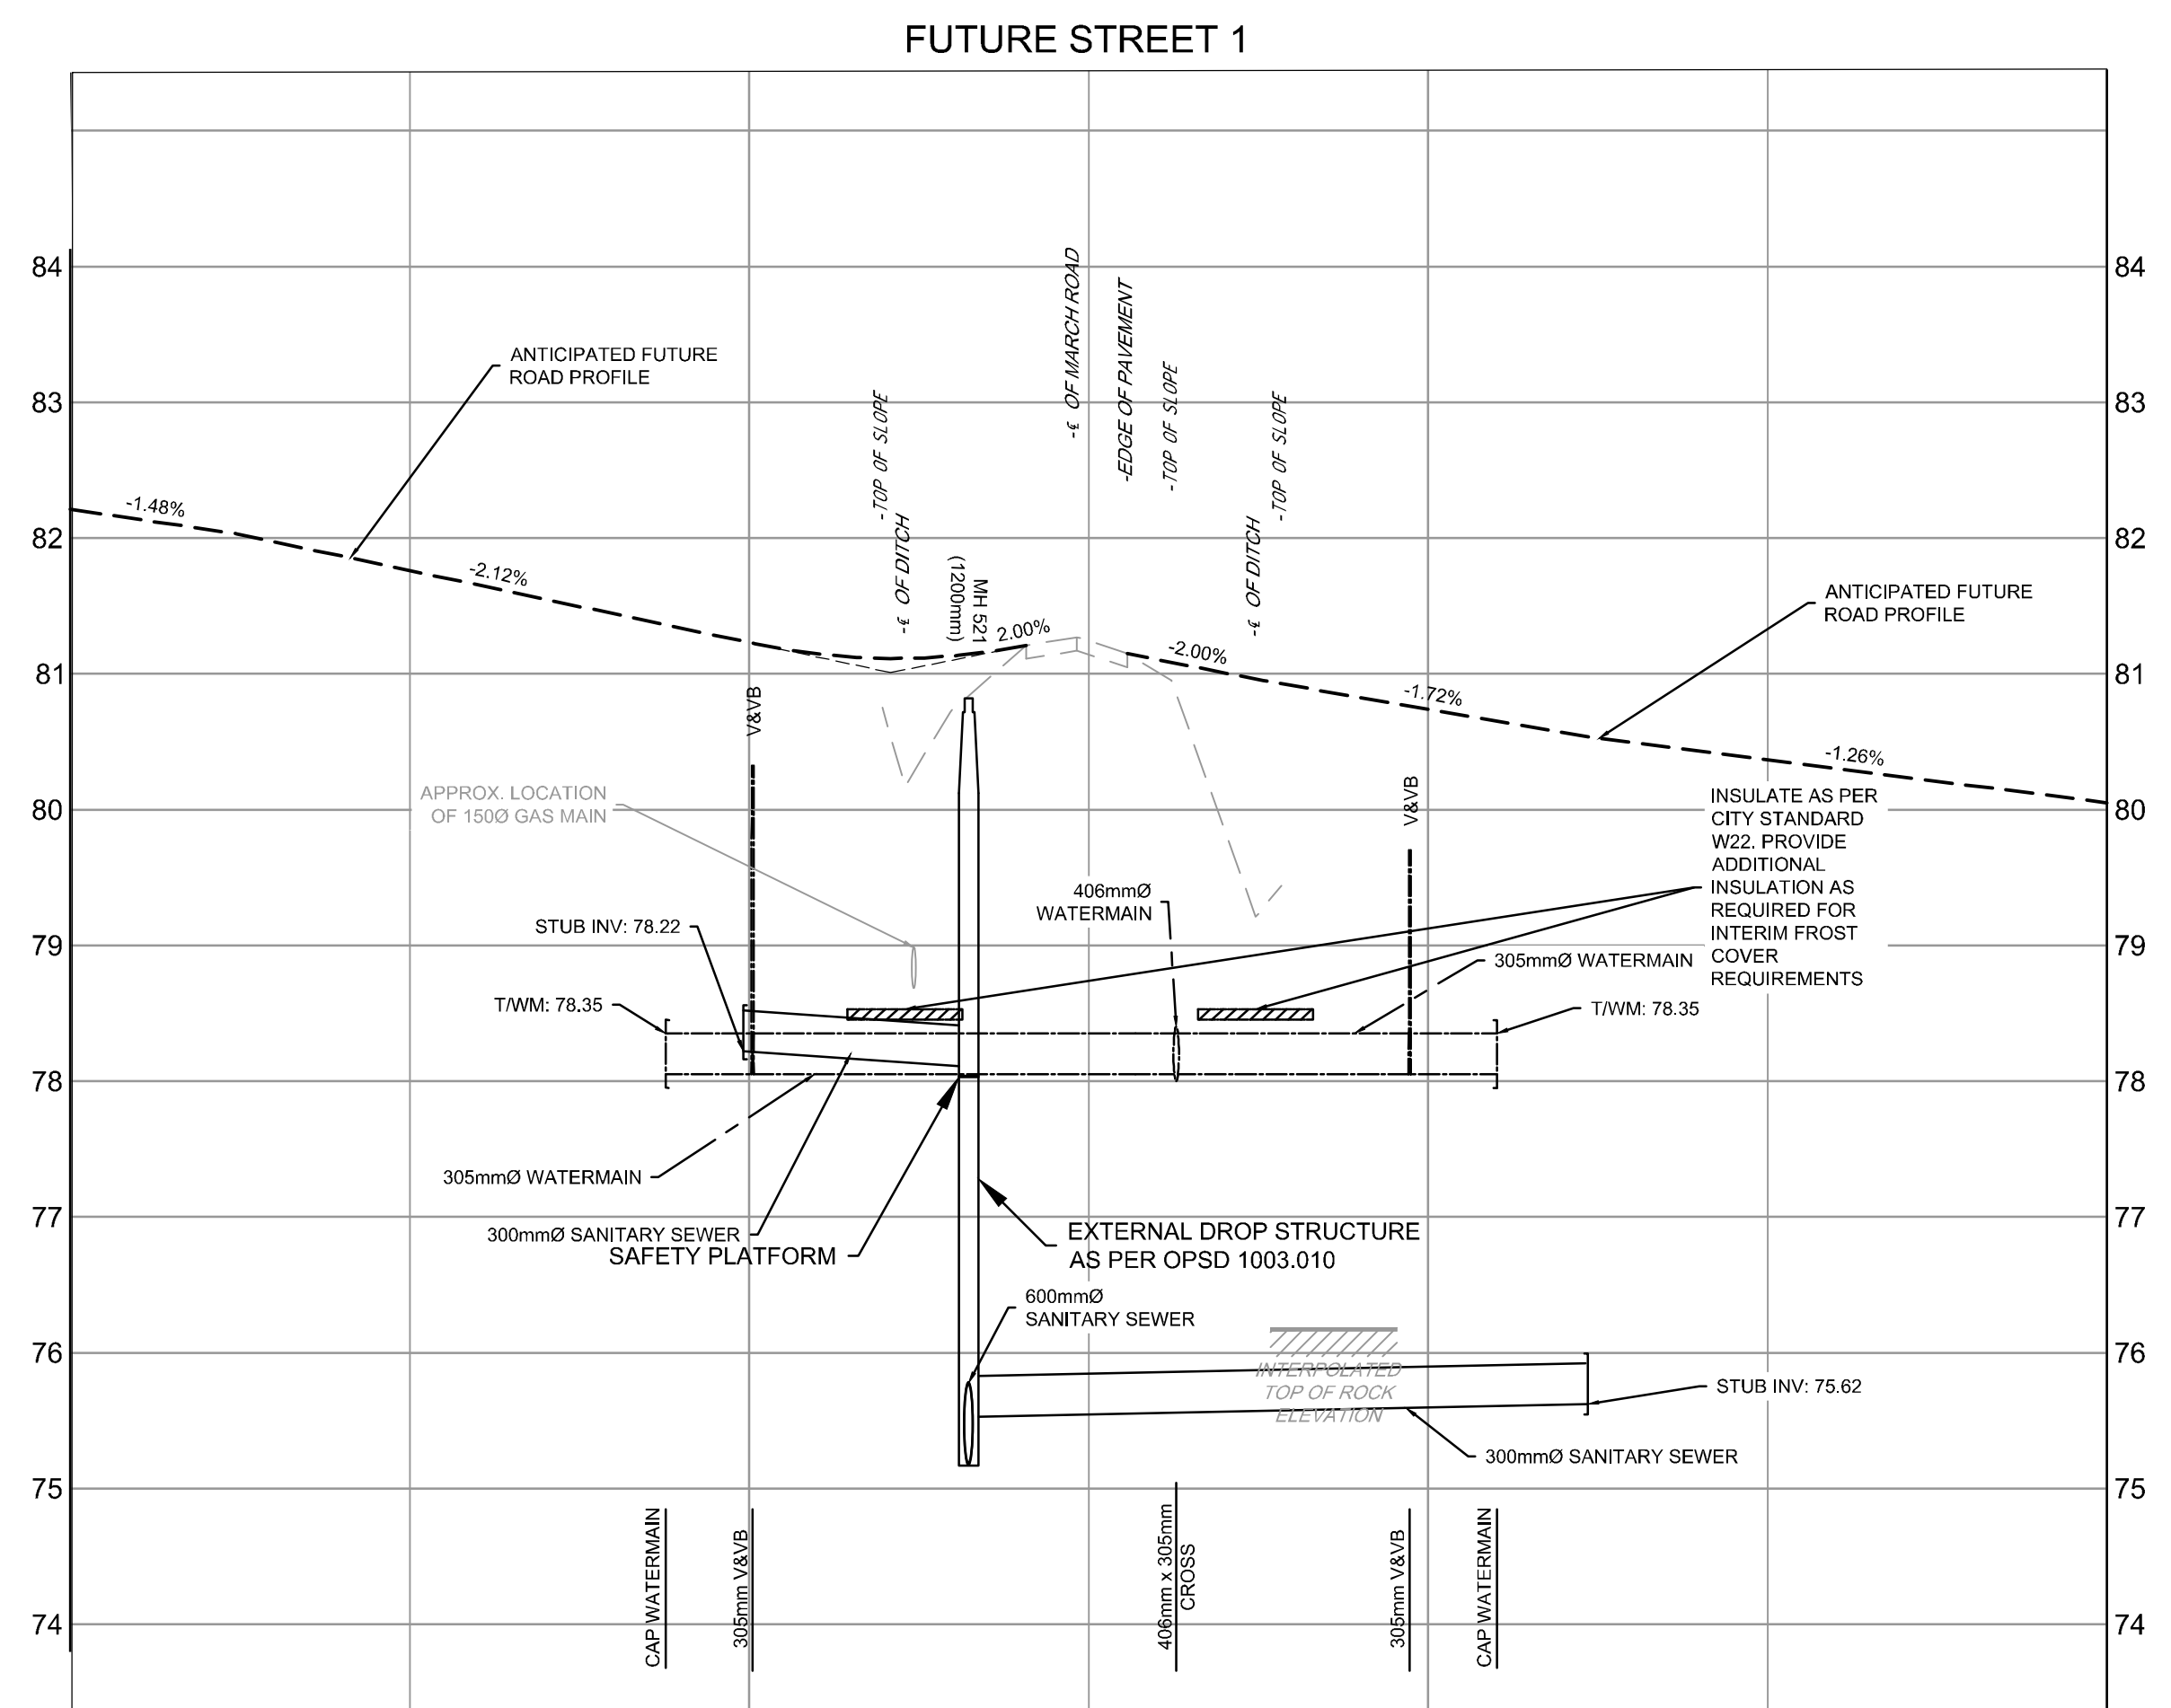 FUTURE STREET 1
84
84
83
83
82
82
81
81
80
80
79
79
78
78
77
77
76
76
75
75
74
74
ANTICIPATED FUTURE
ROAD PROFILE
-1.48%
-2.12%
-TOP OF SLOPE
-℄ OF DITCH
MH 521
(1200mm)
2.00%
-℄ OF MARCH ROAD
-EDGE OF PAVEMENT
-TOP OF SLOPE
-℄ OF DITCH
-TOP OF SLOPE
-2.00%
-1.72%
-1.26%
ANTICIPATED FUTURE
ROAD PROFILE
V&VB
V&VB
APPROX. LOCATION
OF 150Ø GAS MAIN
INSULATE AS PER
CITY STANDARD
W22. PROVIDE
ADDITIONAL
INSULATION AS
REQUIRED FOR
INTERIM FROST
COVER
REQUIREMENTS
406mmØ
WATERMAIN
STUB INV: 78.22
305mmØ WATERMAIN
T/WM: 78.35
T/WM: 78.35
305mmØ WATERMAIN
300mmØ SANITARY SEWER
SAFETY PLATFORM
EXTERNAL DROP STRUCTURE
AS PER OPSD 1003.010
600mmØ
SANITARY SEWER
INTERPOLATED
TOP OF ROCK
ELEVATION
STUB INV: 75.62
300mmØ SANITARY SEWER
CAP WATERMAIN
305mm V&VB
406mm x 305mm
CROSS
305mm V&VB
CAP WATERMAIN